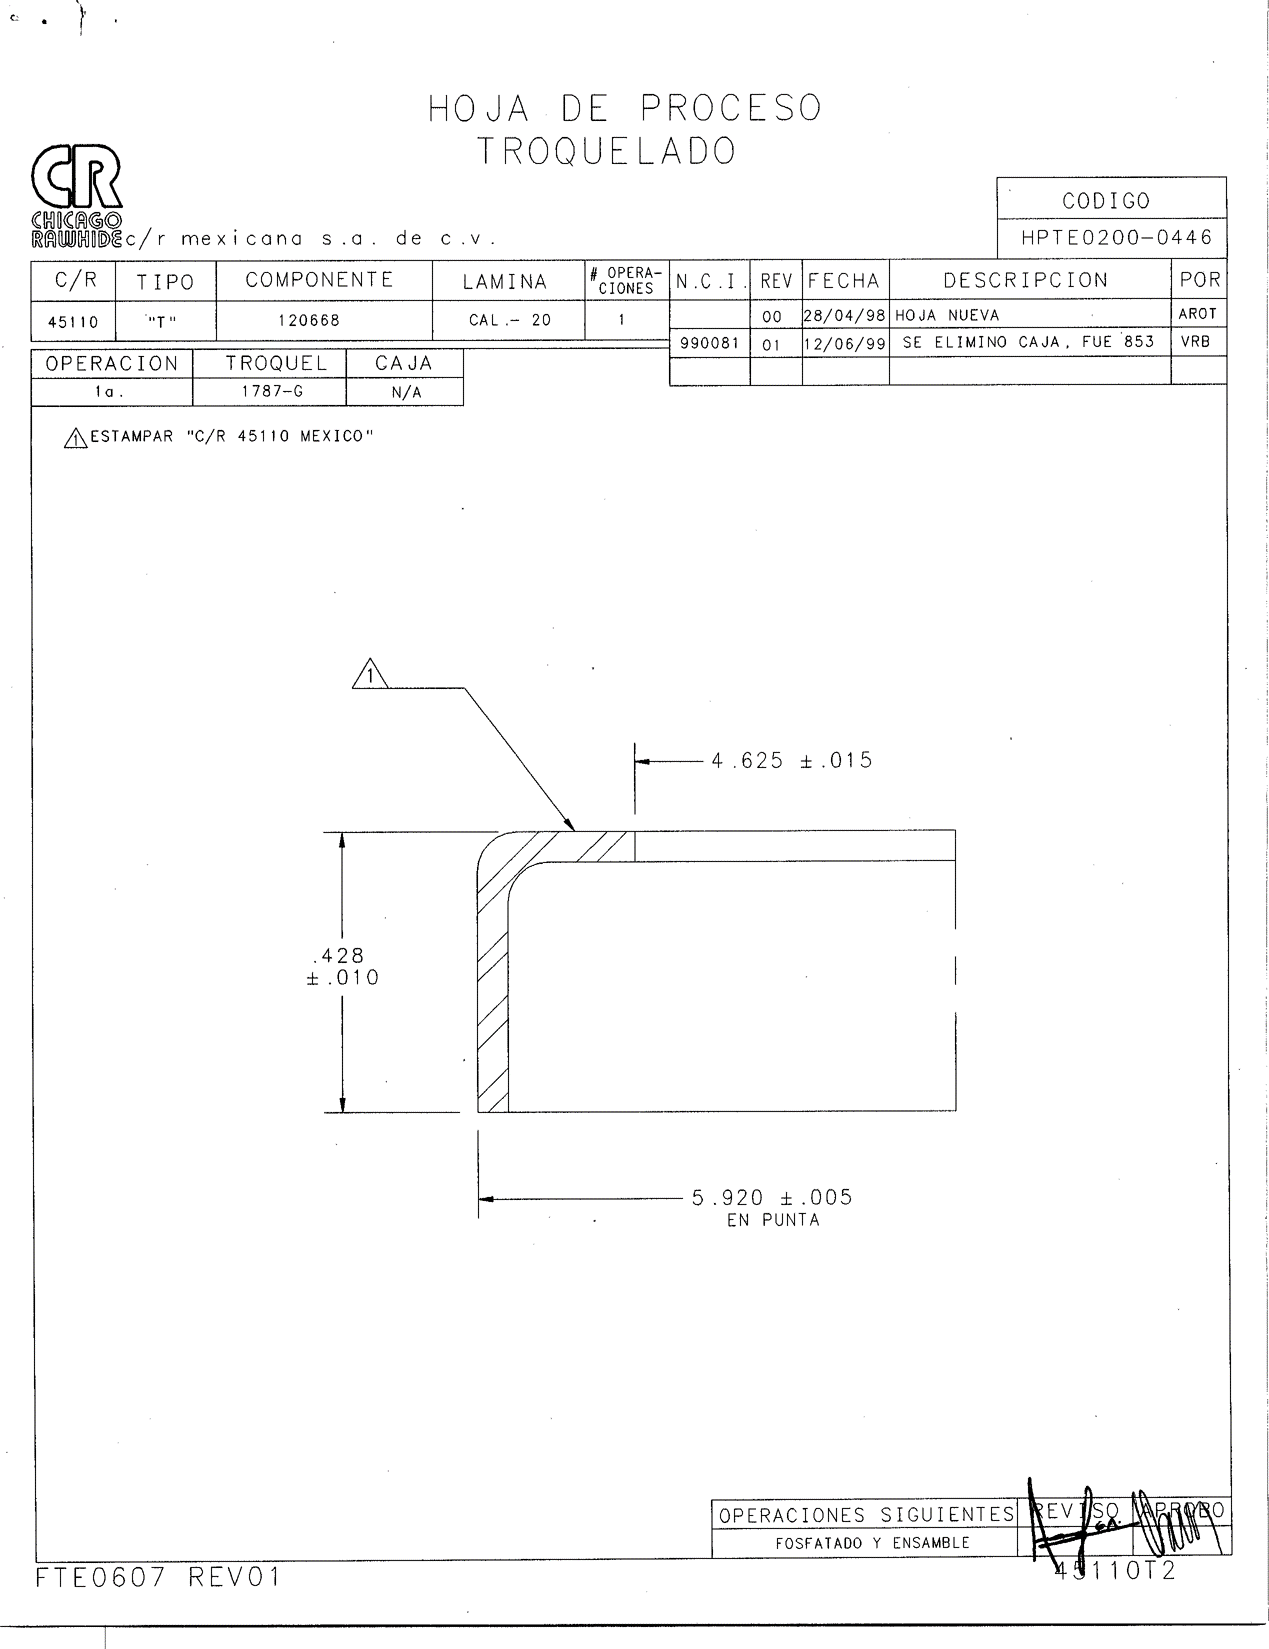 HOJA DE PROCESO
TROQUELADO
CR
CHICAGO
RAWHIDE c/r mexicana s.a. de c.v.
CODIGO
HPTE0200-0446
C/R TIPO COMPONENTE LAMINA # OPERA-CIONES
45110 "T" 120668 CAL.- 20 1
N.C.I. REV FECHA DESCRIPCION POR
00 28/04/98 HOJA NUEVA AROT
990081 01 12/06/99 SE ELIMINO CAJA, FUE 853 VRB
OPERACION TROQUEL CAJA
1a. 1787-G N/A
1 ESTAMPAR "C/R 45110 MEXICO"
1
4.625 ±.015
.428
±.010
5.920 ±.005
EN PUNTA
OPERACIONES SIGUIENTES REVISO APROBO
FOSFATADO Y ENSAMBLE
FTE0607 REV01
45110T2